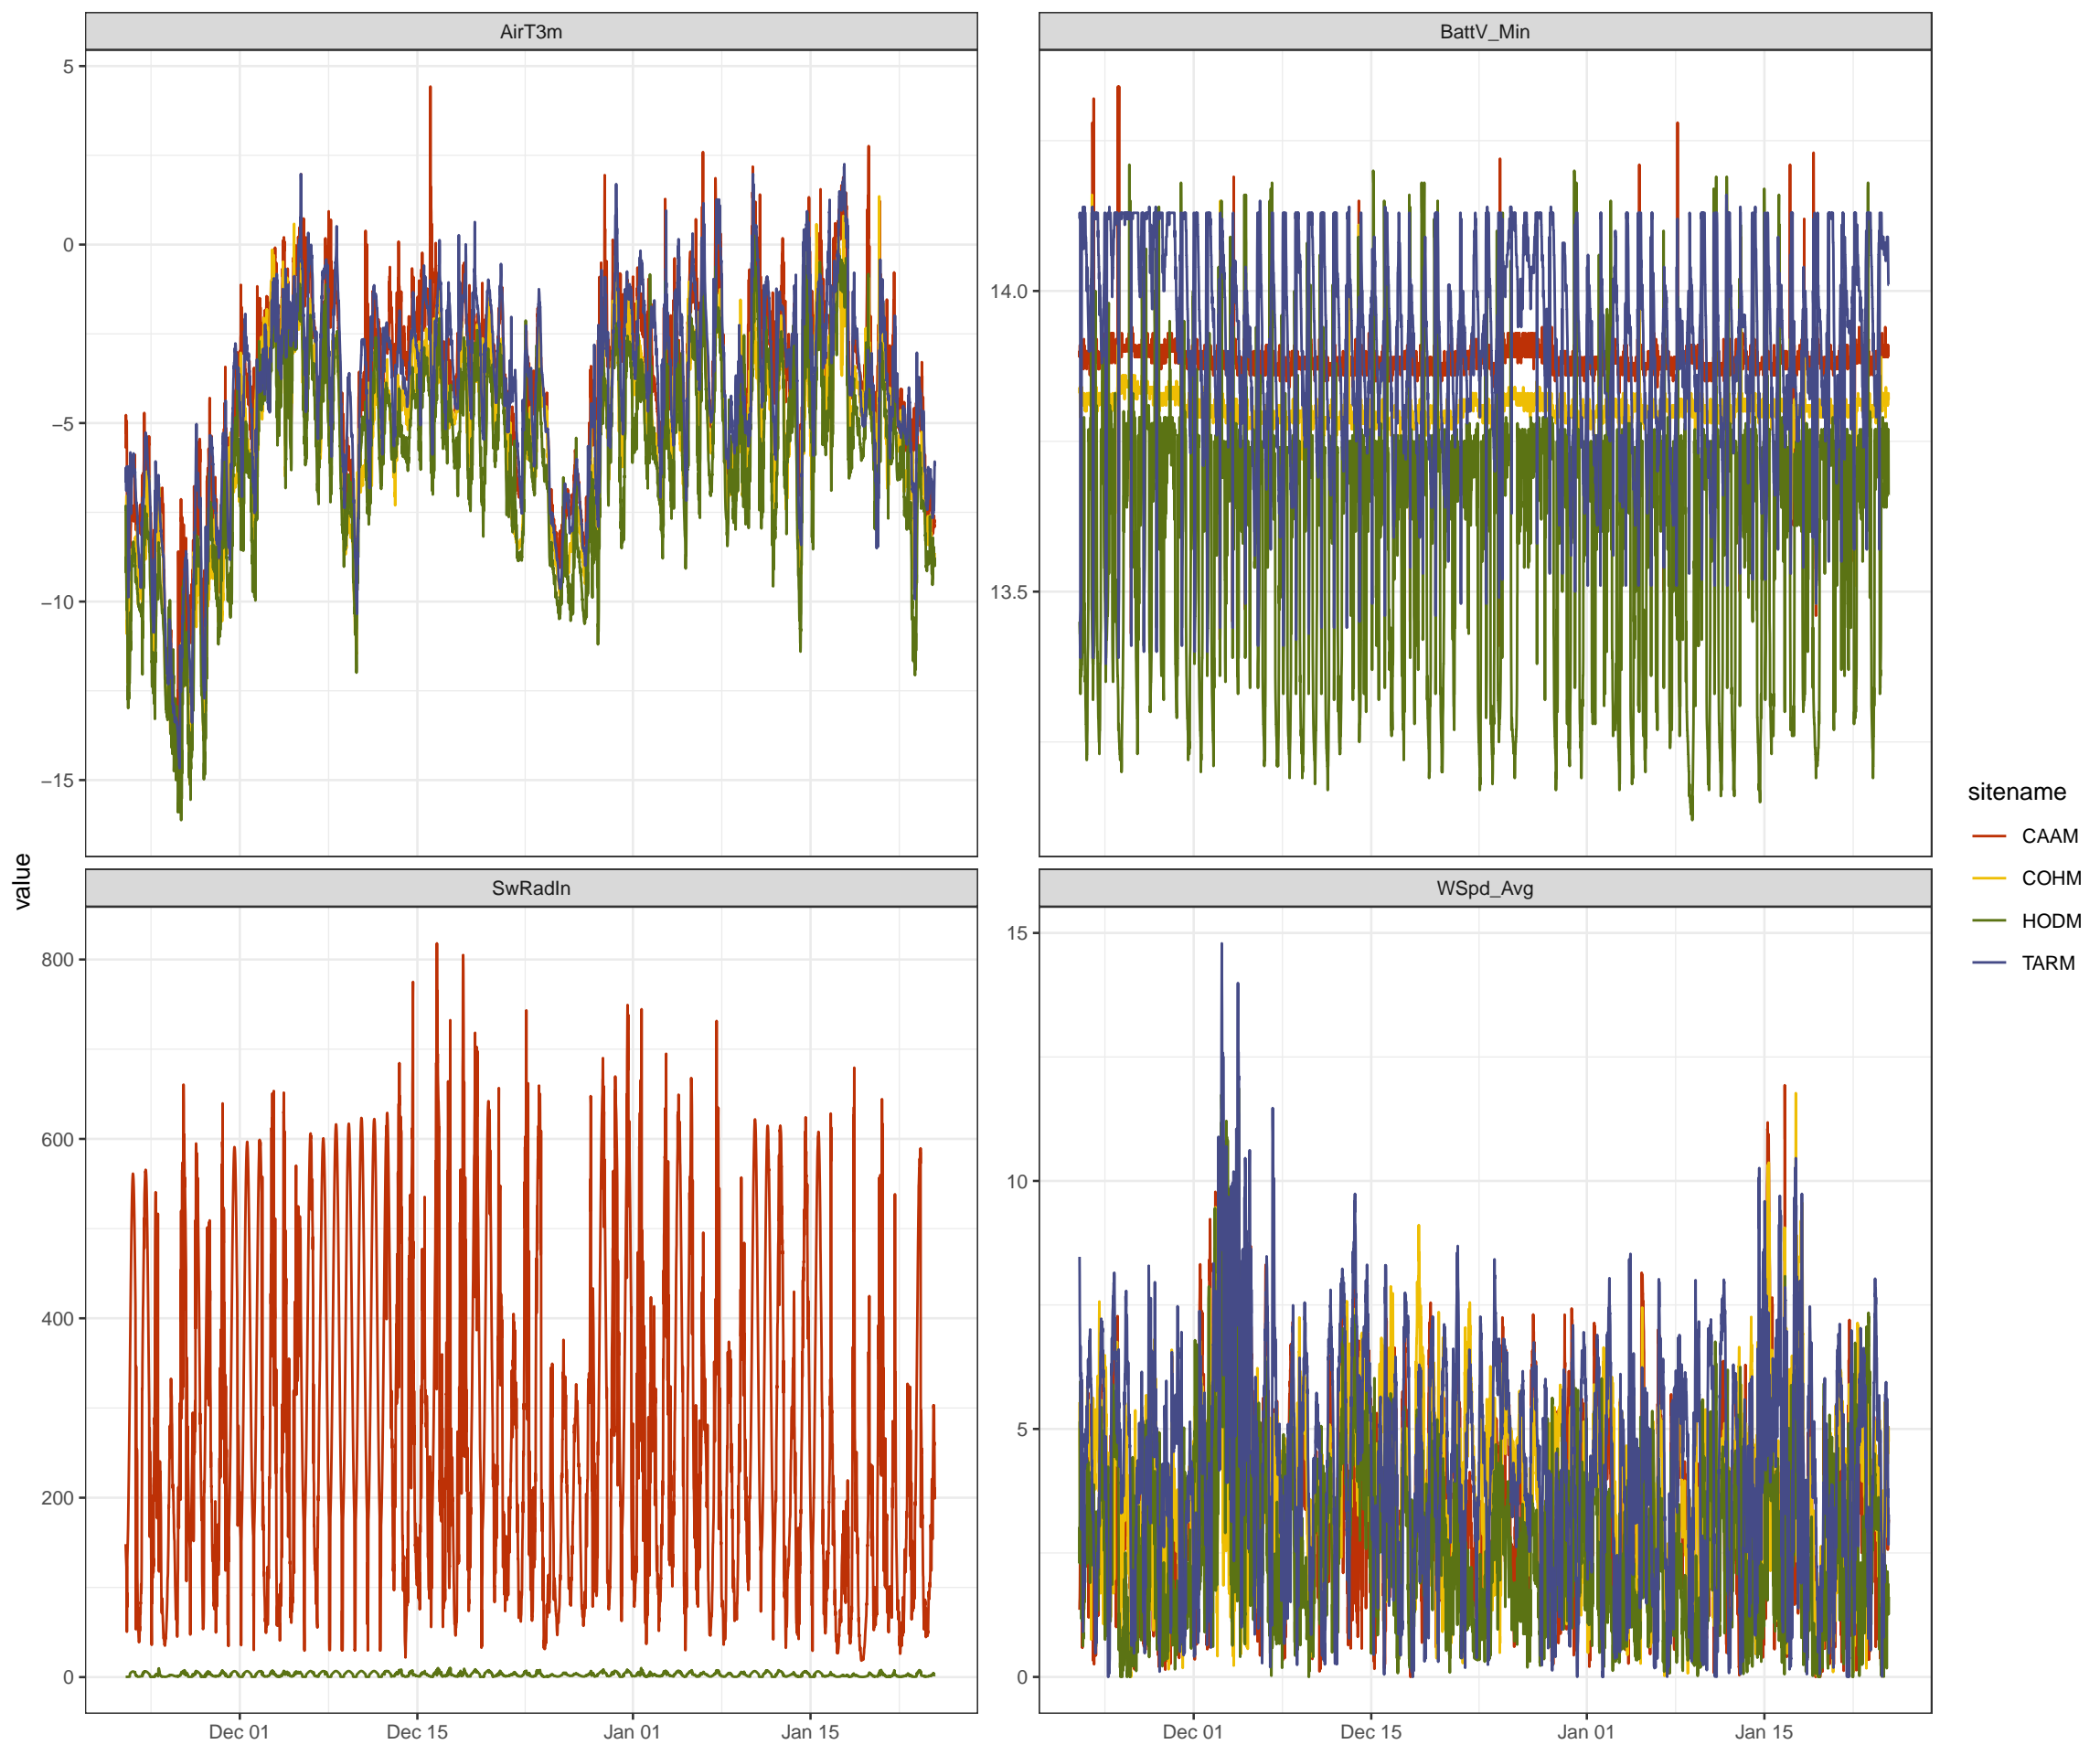 AirT3m
BattV_Min
5
0
−5
−10
−15
14.0
13.5
SwRadIn
WSpd_Avg
800
600
400
200
0
15
10
5
0
Dec 01
Dec 15
Jan 01
Jan 15
Dec 01
Dec 15
Jan 01
Jan 15
value
sitename
CAAM
COHM
HODM
TARM